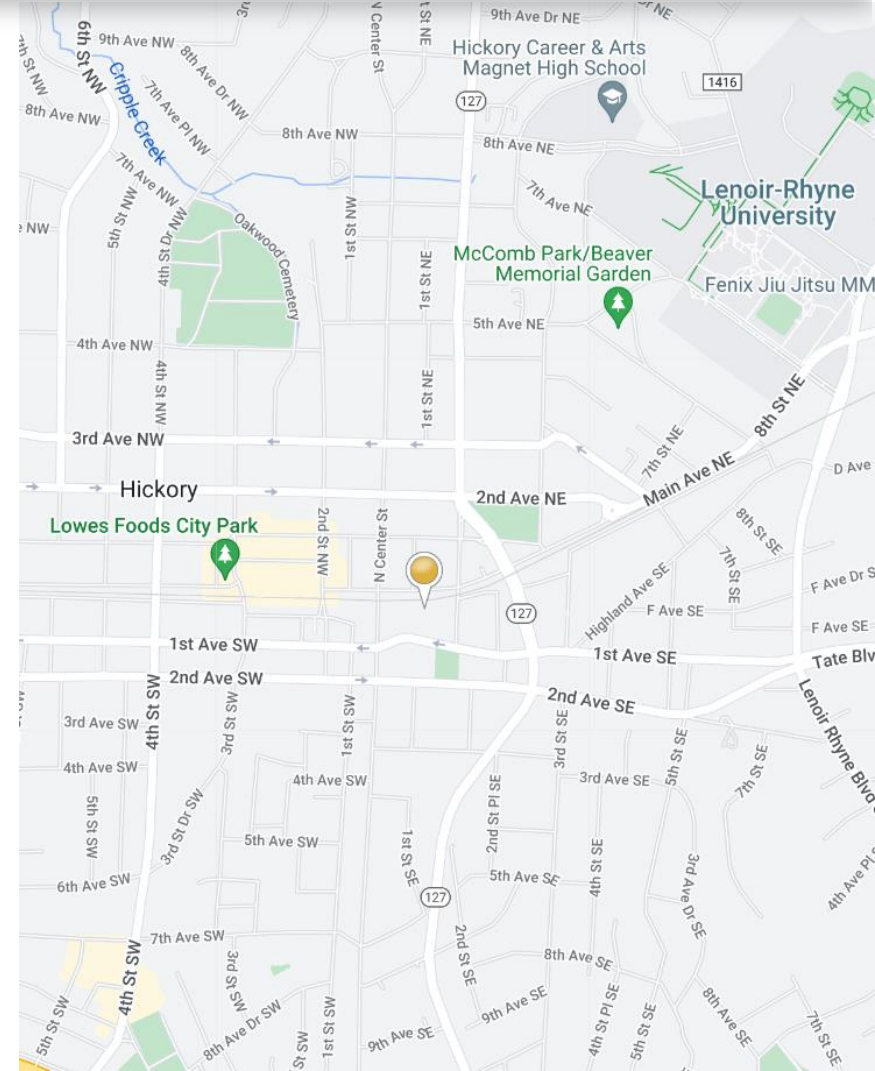 9th Ave Dr NE
6th St NW
9th Ave NW
N Center St
8th Ave Dr NW
Hickory Career & Arts
Magnet High School
1416
127
Cripple Creek
7th Ave Pl NW
8th Ave NW
8th Ave NW
8th Ave NE
7th Ave NW
7th Ave NE
Lenoir-Rhyne
University
5th St NW
4th St Dr NW
Oakwood Cemetery
1st St NW
1st St NE
McComb Park/Beaver
Memorial Garden
Fenix Jiu Jitsu MM
5th Ave NE
4th Ave NW
4th St NW
1st St NE
8th St NE
3rd Ave NW
7th St NE
Main Ave NE
D Ave
Hickory
2nd Ave NE
Lowes Foods City Park
2nd St NW
N Center St
8th St SE
7th St SE
Highland Ave SE
F Ave Dr S
F Ave SE
127
F Ave SE
1st Ave SW
1st Ave SE
Tate Blv
2nd Ave SW
2nd Ave SE
4th St SW
3rd St SW
1st St SW
3rd Ave SW
3rd St SE
5th St SE
Lenoir Rhyne Blvd
7th St SE
4th Ave SW
4th Ave SW
3rd Ave SE
2nd St Pl SE
5th St SW
3rd St Dr SW
5th Ave SW
1st St SE
4th St SE
3rd Ave Dr SE
6th Ave SW
5th Ave SE
127
4th Ave Pl
7th Ave SW
4th St SW
3rd St SW
2nd St SE
8th Ave SE
5th St SW
8th Ave Dr SW
1st St SW
9th Ave SE
9th Ave SE
4th St Pl SE
5th St SE
8th Ave SE
7th St SE
St SW